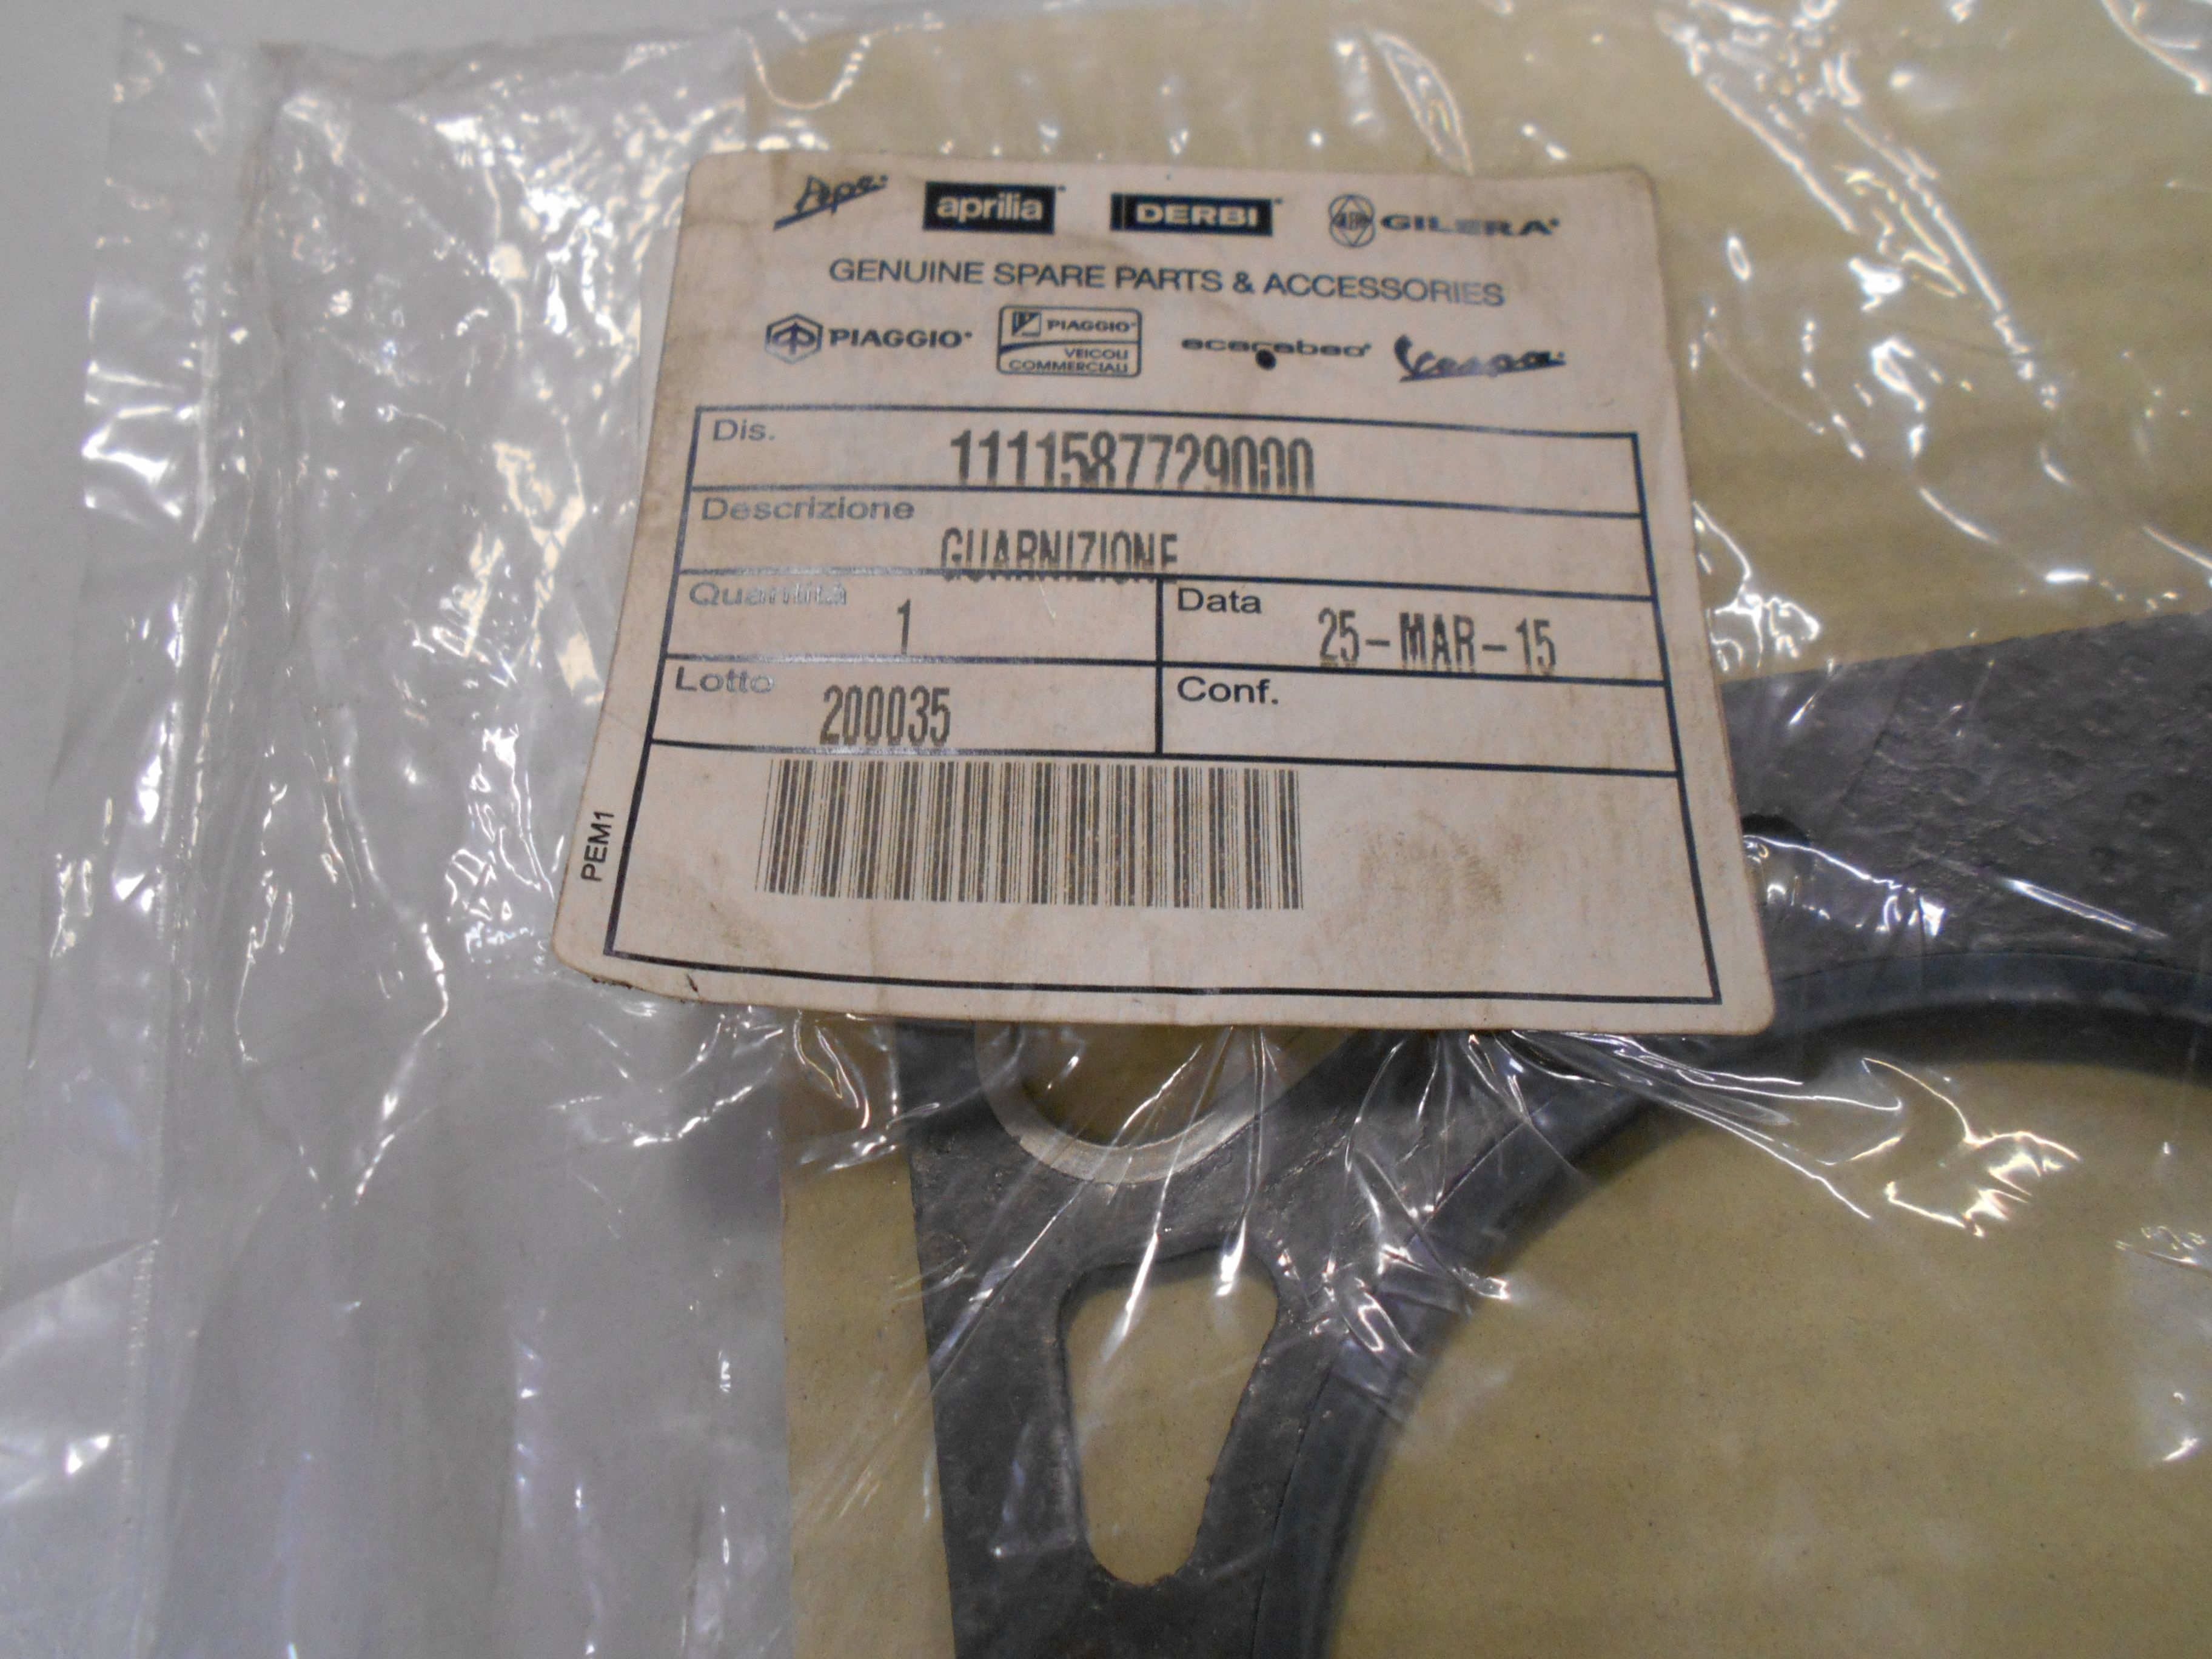 Ape
aprilia DERBI GILERA
GENUINE SPARE PARTS & ACCESSORIES
PIAGGIO PIAGGIO VEICOLI COMMERCIALI scarabeo Vespa
Dis. 1111587729000
Descrizione
GUARNIZIONE
Quantità 1 Data 25-MAR-15
Lotto 200035 Conf.
PEM1